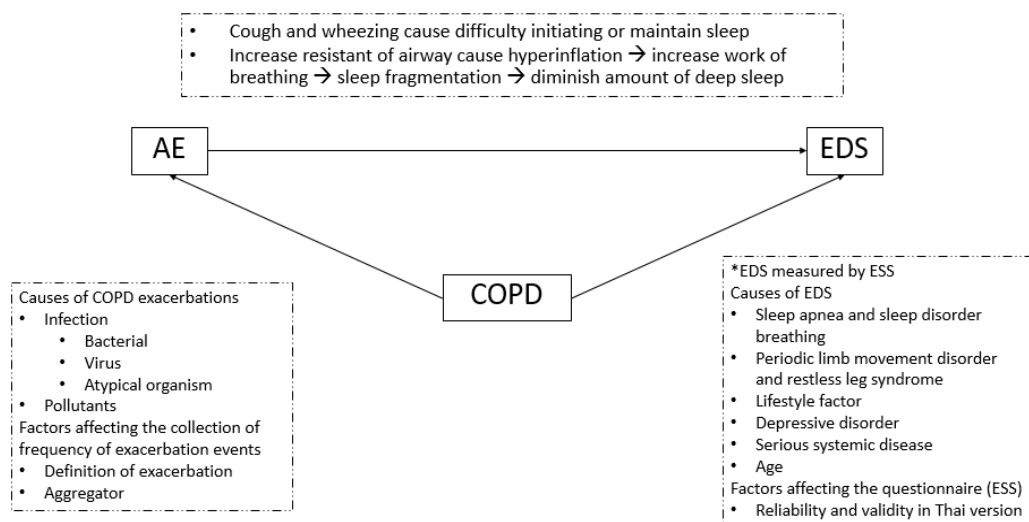 • Cough and wheezing cause difficulty initiating or maintain sleep
• Increase resistant of airway cause hyperinflation → increase work of
breathing → sleep fragmentation → diminish amount of deep sleep
AE
EDS
COPD
Causes of COPD exacerbations
• Infection
• Bacterial
• Virus
• Atypical organism
• Pollutants
Factors affecting the collection of
frequency of exacerbation events
• Definition of exacerbation
• Aggregator
*EDS measured by ESS
Causes of EDS
• Sleep apnea and sleep disorder
breathing
• Periodic limb movement disorder
and restless leg syndrome
• Lifestyle factor
• Depressive disorder
• Serious systemic disease
• Age
Factors affecting the questionnaire (ESS)
• Reliability and validity in Thai version